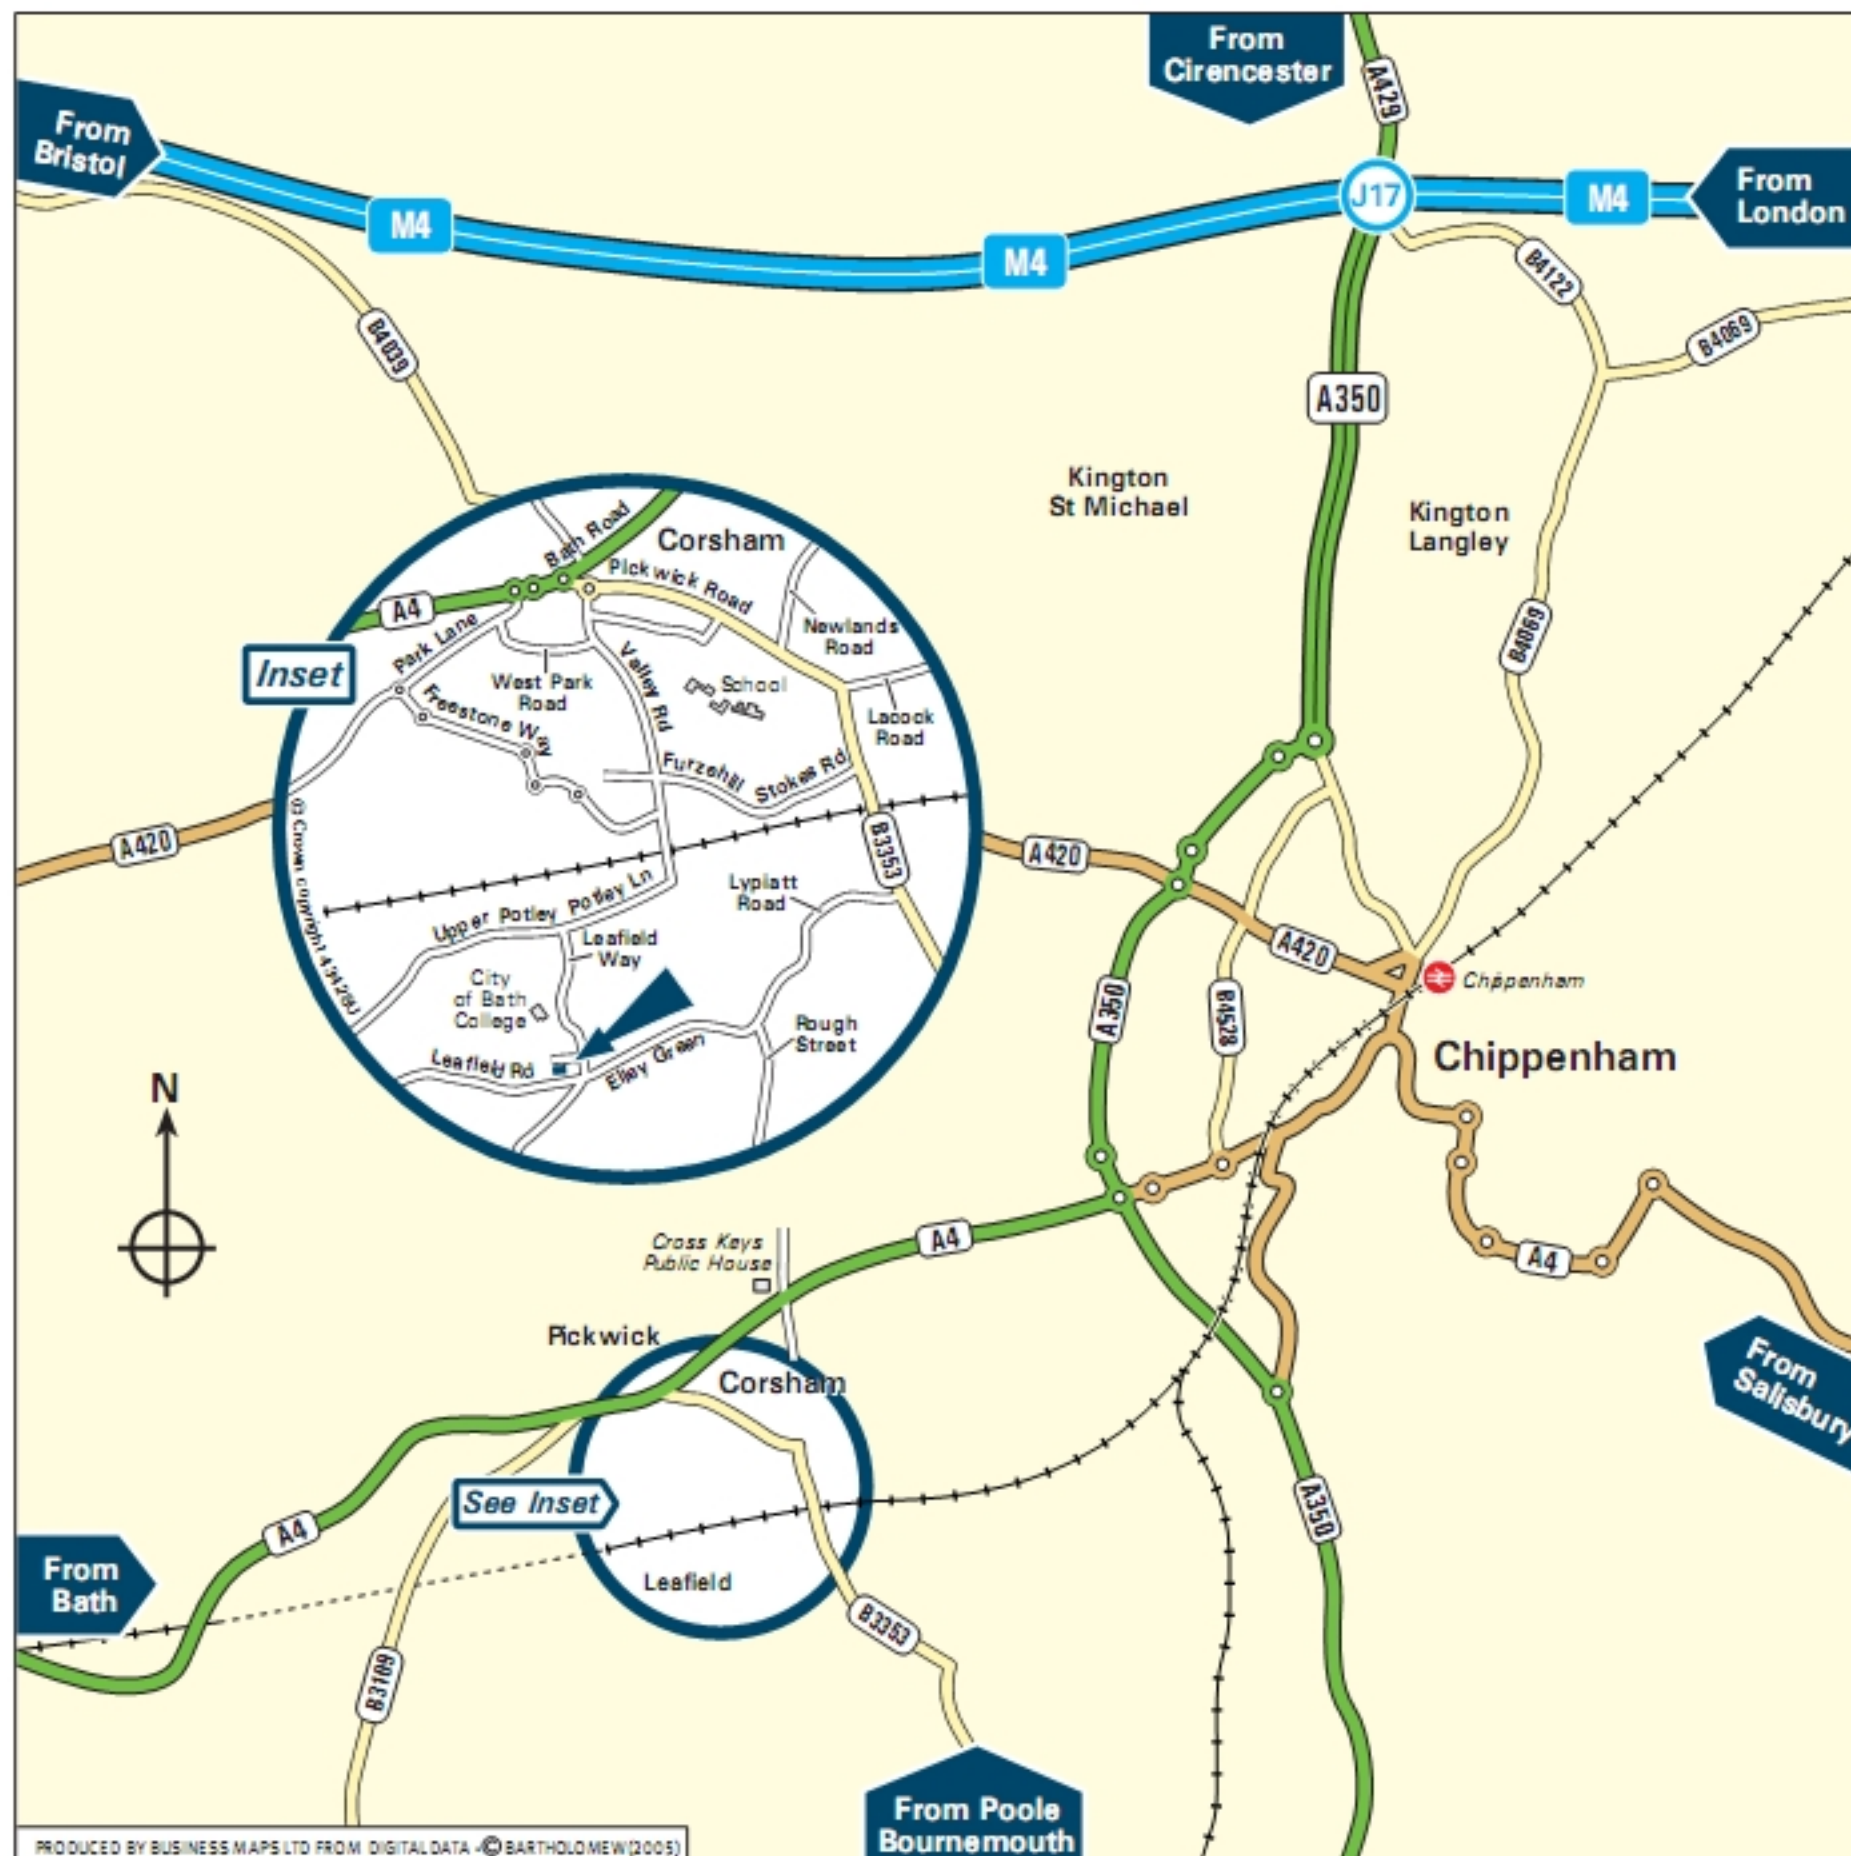 From
Cirencester
A429
From
Bristol
J17
M4
From
London
M4
M4
B4122
B4039
B4069
A350
Kington
St Michael
Kington
Langley
Bath Road
Corsham
Pickwick Road
A4
Newlands
Road
Park Lane
B4069
Inset
West Park
Road
Valley Rd
School
Freestone Way
Lacock
Road
Furzehill
Stokes Rd
A420
B3353
A420
Lypiatt
Road
Upper Potley
Potley Ln
Leafield
Way
A420
City
of Bath
College
Chippenham
A350
B4528
Rough
Street
Leafield Rd
Elley Green
Chippenham
N
Cross Keys
Public House
A4
A4
Pickwick
Corsham
From
Salisbury
See Inset
A350
A4
From
Bath
Leafield
B3353
B3109
From Poole
Bournemouth
PRODUCED BY BUSINESS MAPS LTD FROM DIGITAL DATA - © BARTHOLOMEW (2005)